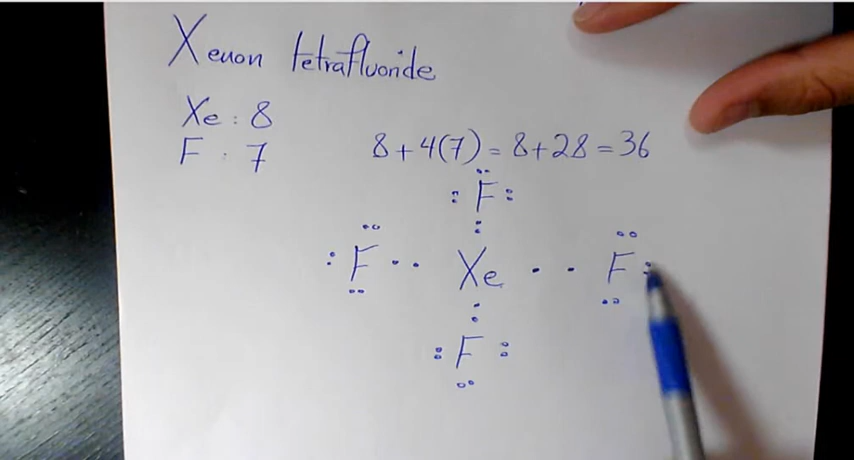 Xenon tetrafluoride
Xe : 8
F : 7
8+4(7) = 8+28 = 36
F
F Xe F
F